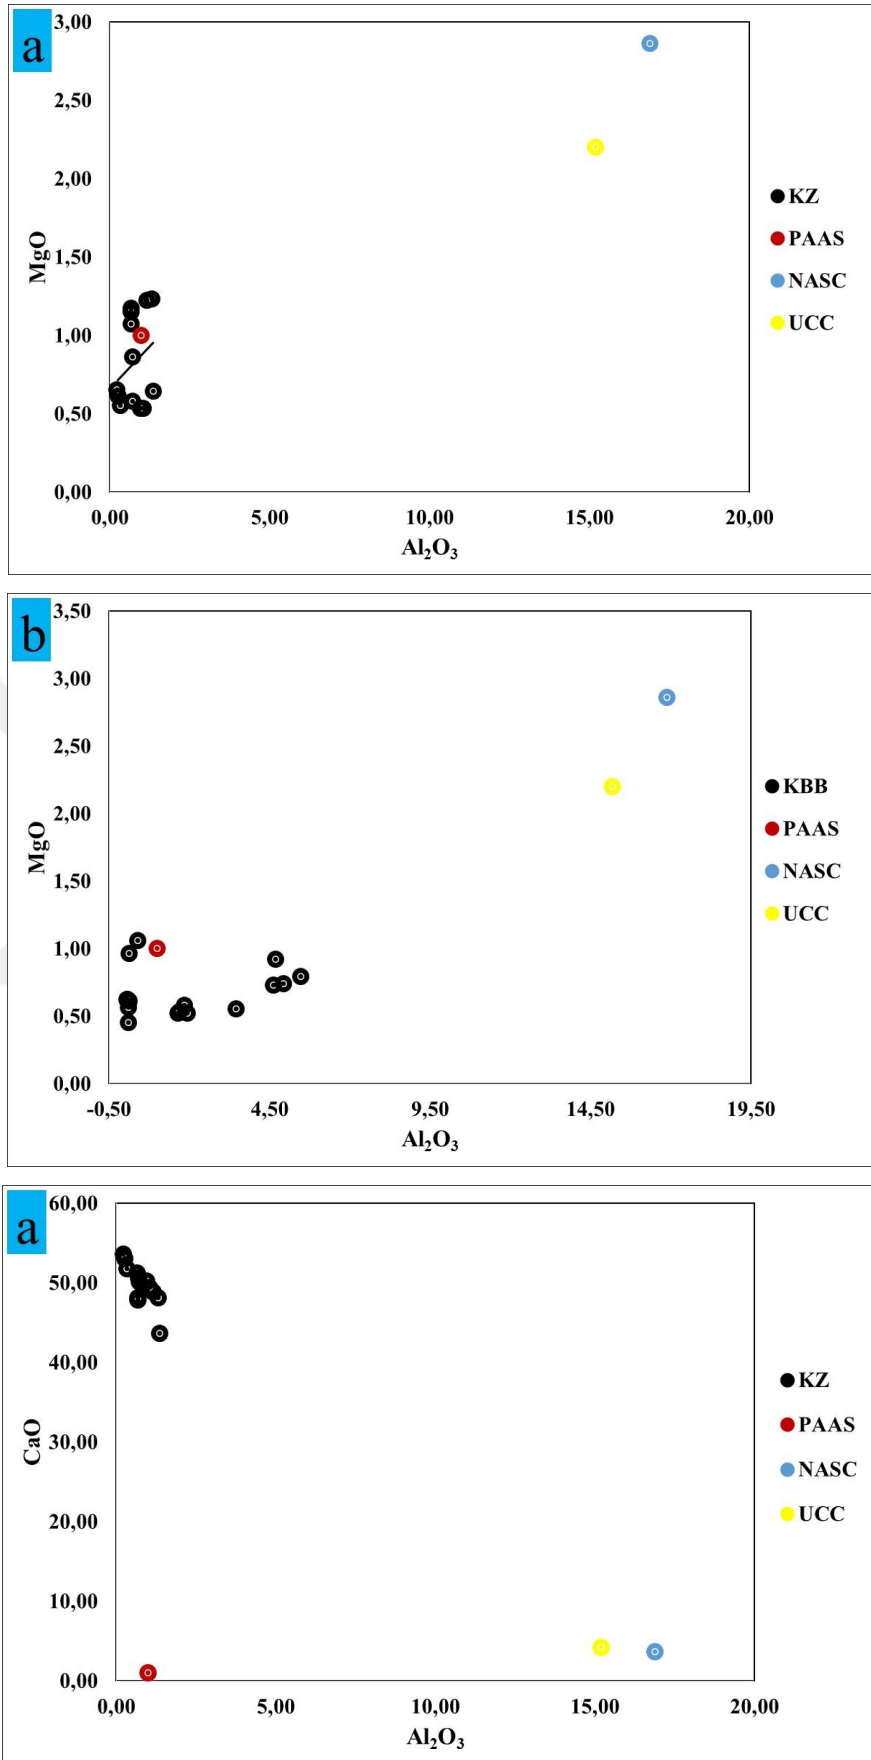 a
3,00
2,50
2,00
1,50
1,00
0,50
0,00
MgO
0,00 5,00 10,00 15,00 20,00
Al₂O₃
KZ
PAAS
NASC
UCC
b
3,50
3,00
2,50
2,00
1,50
1,00
0,50
0,00
MgO
-0,50 4,50 9,50 14,50 19,50
Al₂O₃
KBB
PAAS
NASC
UCC
a
60,00
50,00
40,00
30,00
20,00
10,00
0,00
CaO
0,00 5,00 10,00 15,00 20,00
Al₂O₃
KZ
PAAS
NASC
UCC